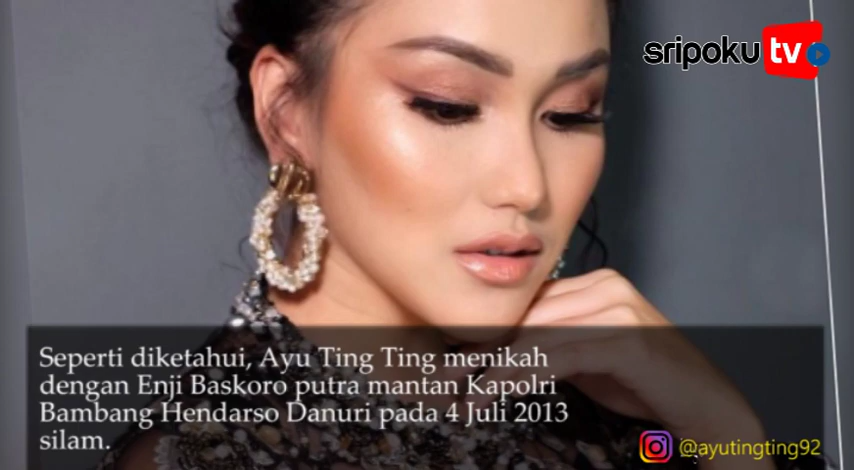 sripoku tv
Seperti diketahui, Ayu Ting Ting menikah
dengan Enji Baskoro putra mantan Kapolri
Bambang Hendarso Danuri pada 4 Juli 2013
silam.
@ayutingting92